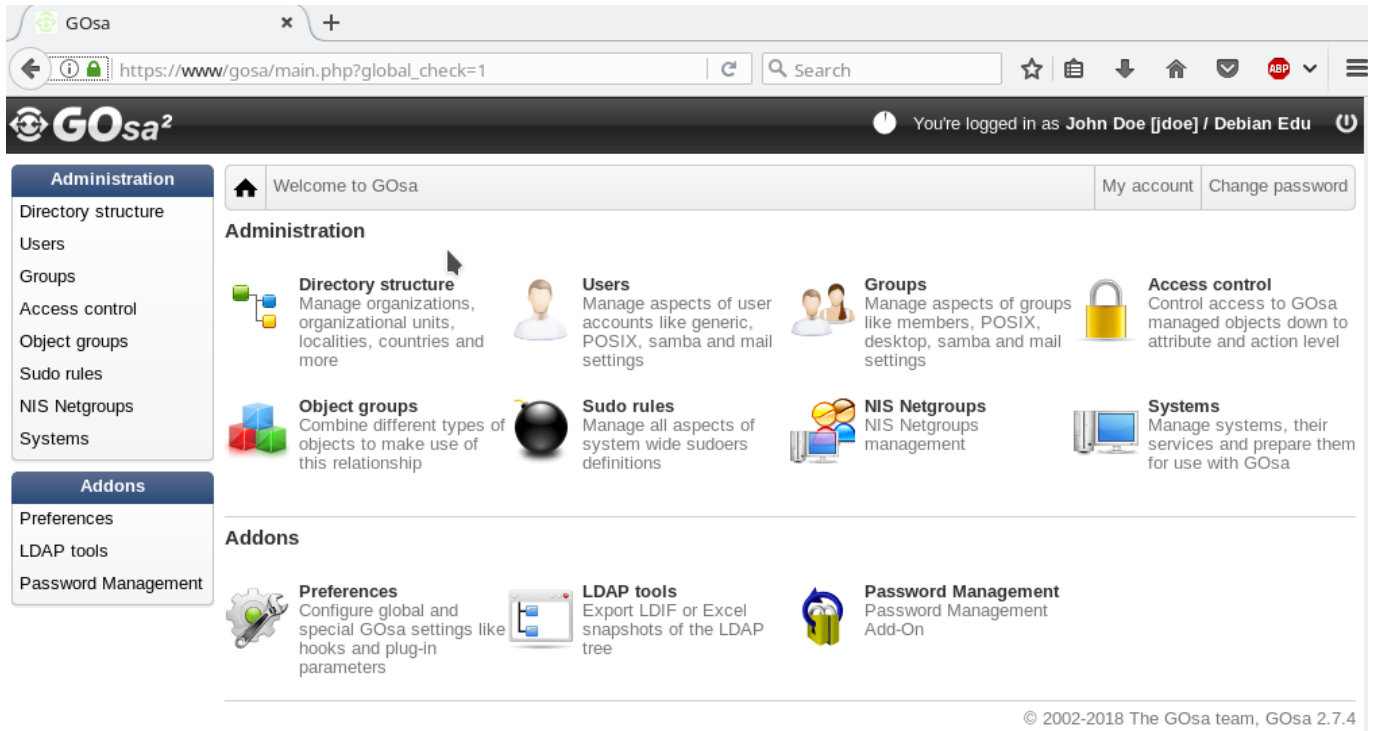 GOsa
https://www/gosa/main.php?global_check=1
Search
ABP
GOsa²
You're logged in as John Doe [jdoe] / Debian Edu
Administration
Directory structure
Users
Groups
Access control
Object groups
Sudo rules
NIS Netgroups
Systems
Addons
Preferences
LDAP tools
Password Management
Welcome to GOsa
My account
Change password
Administration
Directory structure
Manage organizations,
organizational units,
localities, countries and
more
Users
Manage aspects of user
accounts like generic,
POSIX, samba and mail
settings
Groups
Manage aspects of groups
like members, POSIX,
desktop, samba and mail
settings
Access control
Control access to GOsa
managed objects down to
attribute and action level
Object groups
Combine different types of
objects to make use of
this relationship
Sudo rules
Manage all aspects of
system wide sudoers
definitions
NIS Netgroups
NIS Netgroups
management
Systems
Manage systems, their
services and prepare them
for use with GOsa
Addons
Preferences
Configure global and
special GOsa settings like
hooks and plug-in
parameters
LDAP tools
Export LDIF or Excel
snapshots of the LDAP
tree
Password Management
Password Management
Add-On
© 2002-2018 The GOsa team, GOsa 2.7.4